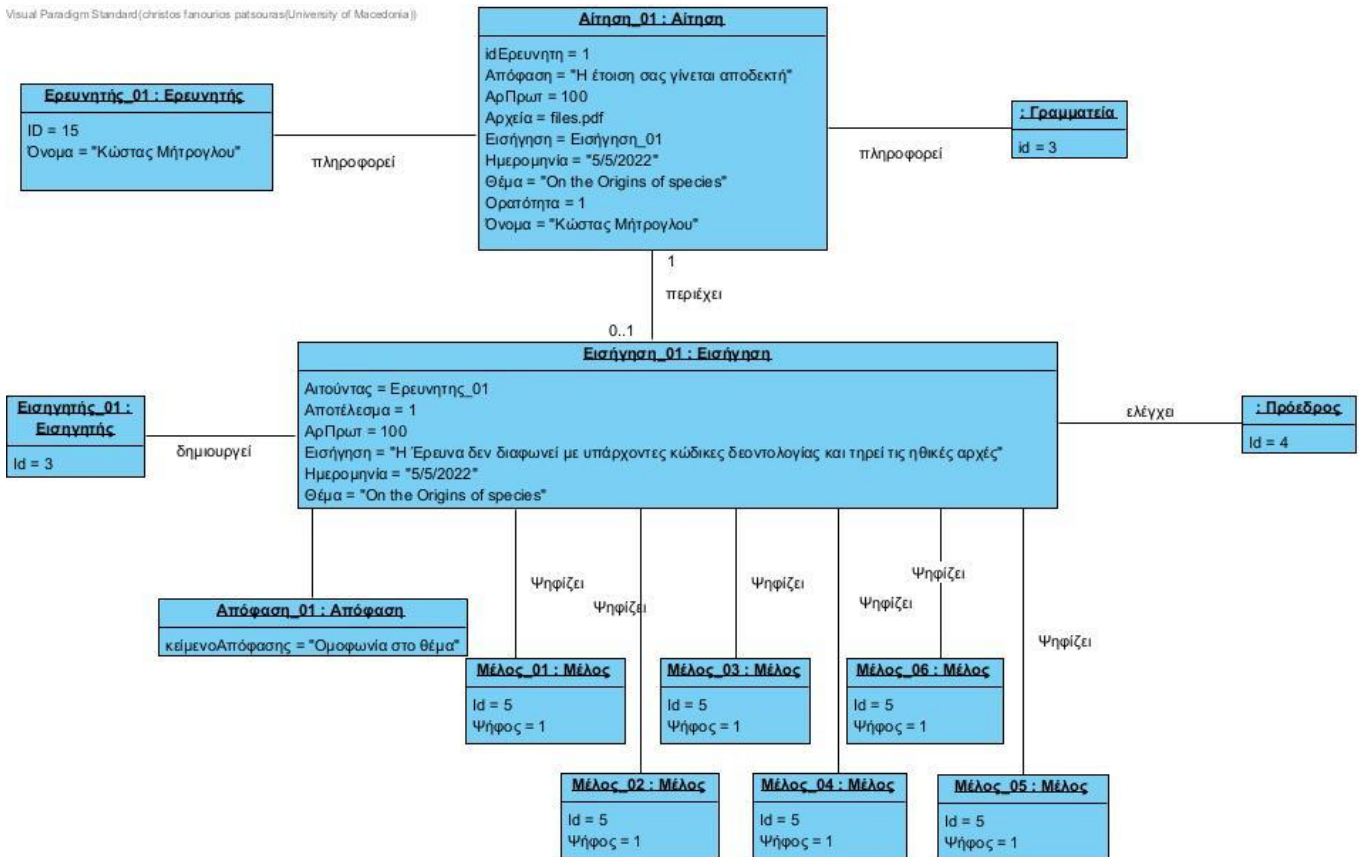 Visual Paradigm Standard(christos fanourios patsouras(University of Macedonia))
Αίτηση_01 : Αίτηση
idΕρευνητη = 1
Απόφαση = "Η έτοιση σας γίνεται αποδεκτή"
ΑρΠρωτ = 100
Αρχεία = files.pdf
Εισήγηση = Εισήγηση_01
Ημερομηνία = "5/5/2022"
Θέμα = "On the Origins of species"
Ορατότητα = 1
Όνομα = "Κώστας Μήτρογλου"
Ερευνητής_01 : Ερευνητής
ID = 15
Όνομα = "Κώστας Μήτρογλου"
πληροφορεί
πληροφορεί
: Γραμματεία
id = 3
1
περιέχει
0..1
Εισήγηση_01 : Εισήγηση
Αιτούντας = Ερευνητης_01
Αποτέλεσμα = 1
ΑρΠρωτ = 100
Εισήγηση = "Η Έρευνα δεν διαφωνεί με υπάρχοντες κώδικες δεοντολογίας και τηρεί τις ηθικές αρχές"
Ημερομηνία = "5/5/2022"
Θέμα = "On the Origins of species"
Εισηγητής_01 :
Εισηγητής
Id = 3
δημιουργεί
ελέγχει
: Πρόεδρος
Id = 4
Απόφαση_01 : Απόφαση
κείμενοΑπόφασης = "Ομοφωνία στο θέμα"
Ψηφίζει
Ψηφίζει
Ψηφίζει
Ψηφίζει
Ψηφίζει
Ψηφίζει
Μέλος_01 : Μέλος
Id = 5
Ψήφος = 1
Μέλος_03 : Μέλος
Id = 5
Ψήφος = 1
Μέλος_06 : Μέλος
Id = 5
Ψήφος = 1
Μέλος_02 : Μέλος
Id = 5
Ψήφος = 1
Μέλος_04 : Μέλος
Id = 5
Ψήφος = 1
Μέλος_05 : Μέλος
Id = 5
Ψήφος = 1